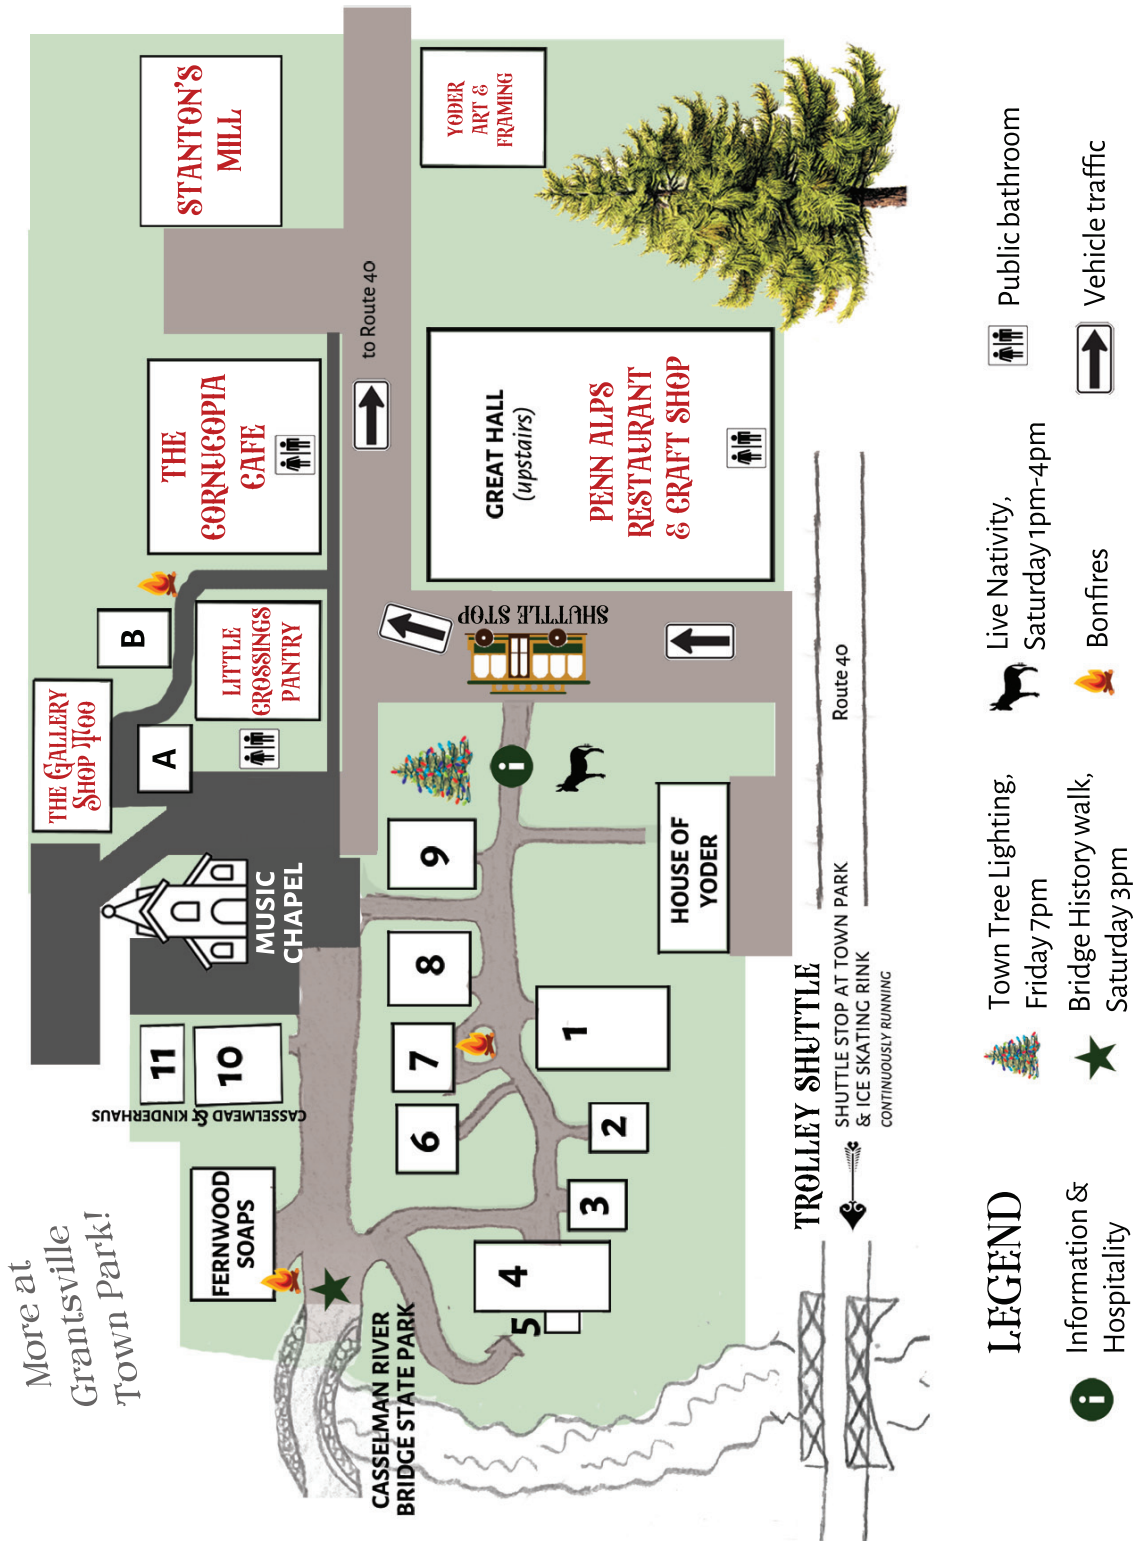 More at
Grantsville
Town Park!
THE GALLERY
SHOP TOO
B
A
STANTON'S
MILL
THE
CORNUCOPIA
CAFE
LITTLE
CROSSINGS
PANTRY
MUSIC
CHAPEL
11
10
CASSELMEAD & KINDERHAUS
FERNWOOD
SOAPS
to Route 40
CASSELMAN RIVER
BRIDGE STATE PARK
6
7
8
9
5
4
3
2
1
i
SHUTTLE STOP
HOUSE OF
YODER
YODER
ART &
FRAMING
GREAT HALL
(upstairs)
PENN ALPS
RESTAURANT
& CRAFT SHOP
Route 40
TROLLEY SHUTTLE
SHUTTLE STOP AT TOWN PARK
& ICE SKATING RINK
CONTINUOUSLY RUNNING
LEGEND
i
Information &
Hospitality
Town Tree Lighting,
Friday 7pm
Bridge History walk,
Saturday 3pm
Live Nativity,
Saturday 1pm-4pm
Bonfires
Public bathroom
Vehicle traffic